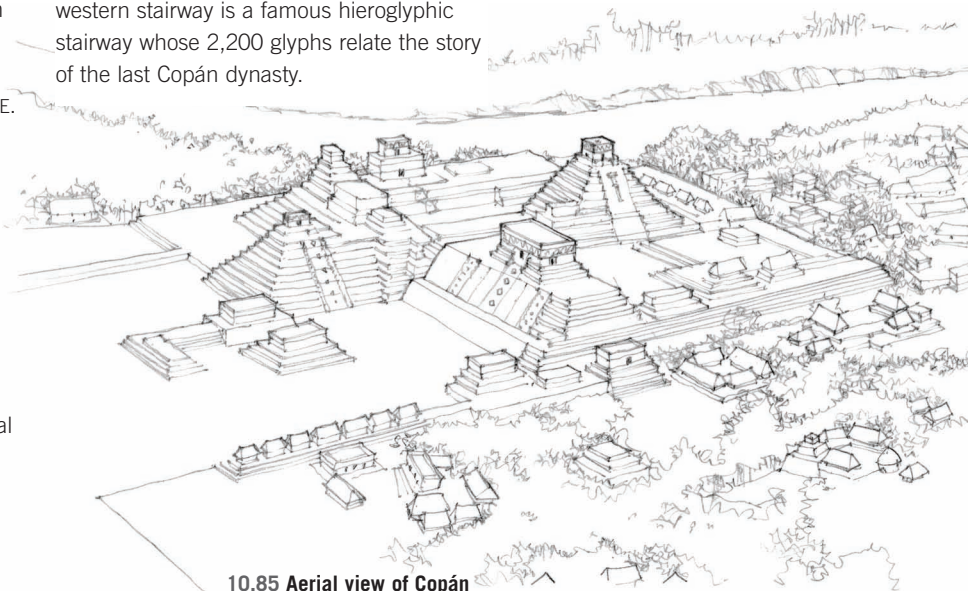 western stairway is a famous hieroglyphic
stairway whose 2,200 glyphs relate the story
of the last Copán dynasty.
E.
10.85 Aerial view of Copán